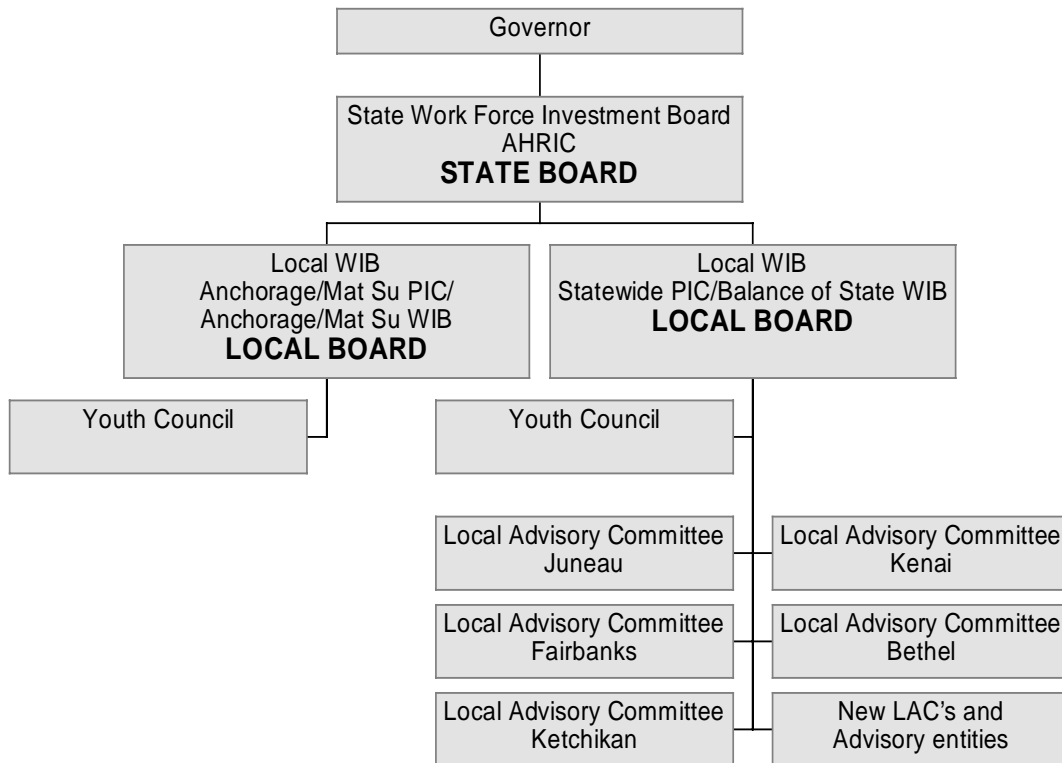 Governor
State Work Force Investment Board
AHRIC
STATE BOARD
Local WIB
Anchorage/Mat Su PIC/
Anchorage/Mat Su WIB
LOCAL BOARD
Local WIB
Statewide PIC/Balance of State WIB
LOCAL BOARD
Youth Council
Youth Council
Local Advisory Committee
Juneau
Local Advisory Committee
Kenai
Local Advisory Committee
Fairbanks
Local Advisory Committee
Bethel
Local Advisory Committee
Ketchikan
New LAC’s and
Advisory entities